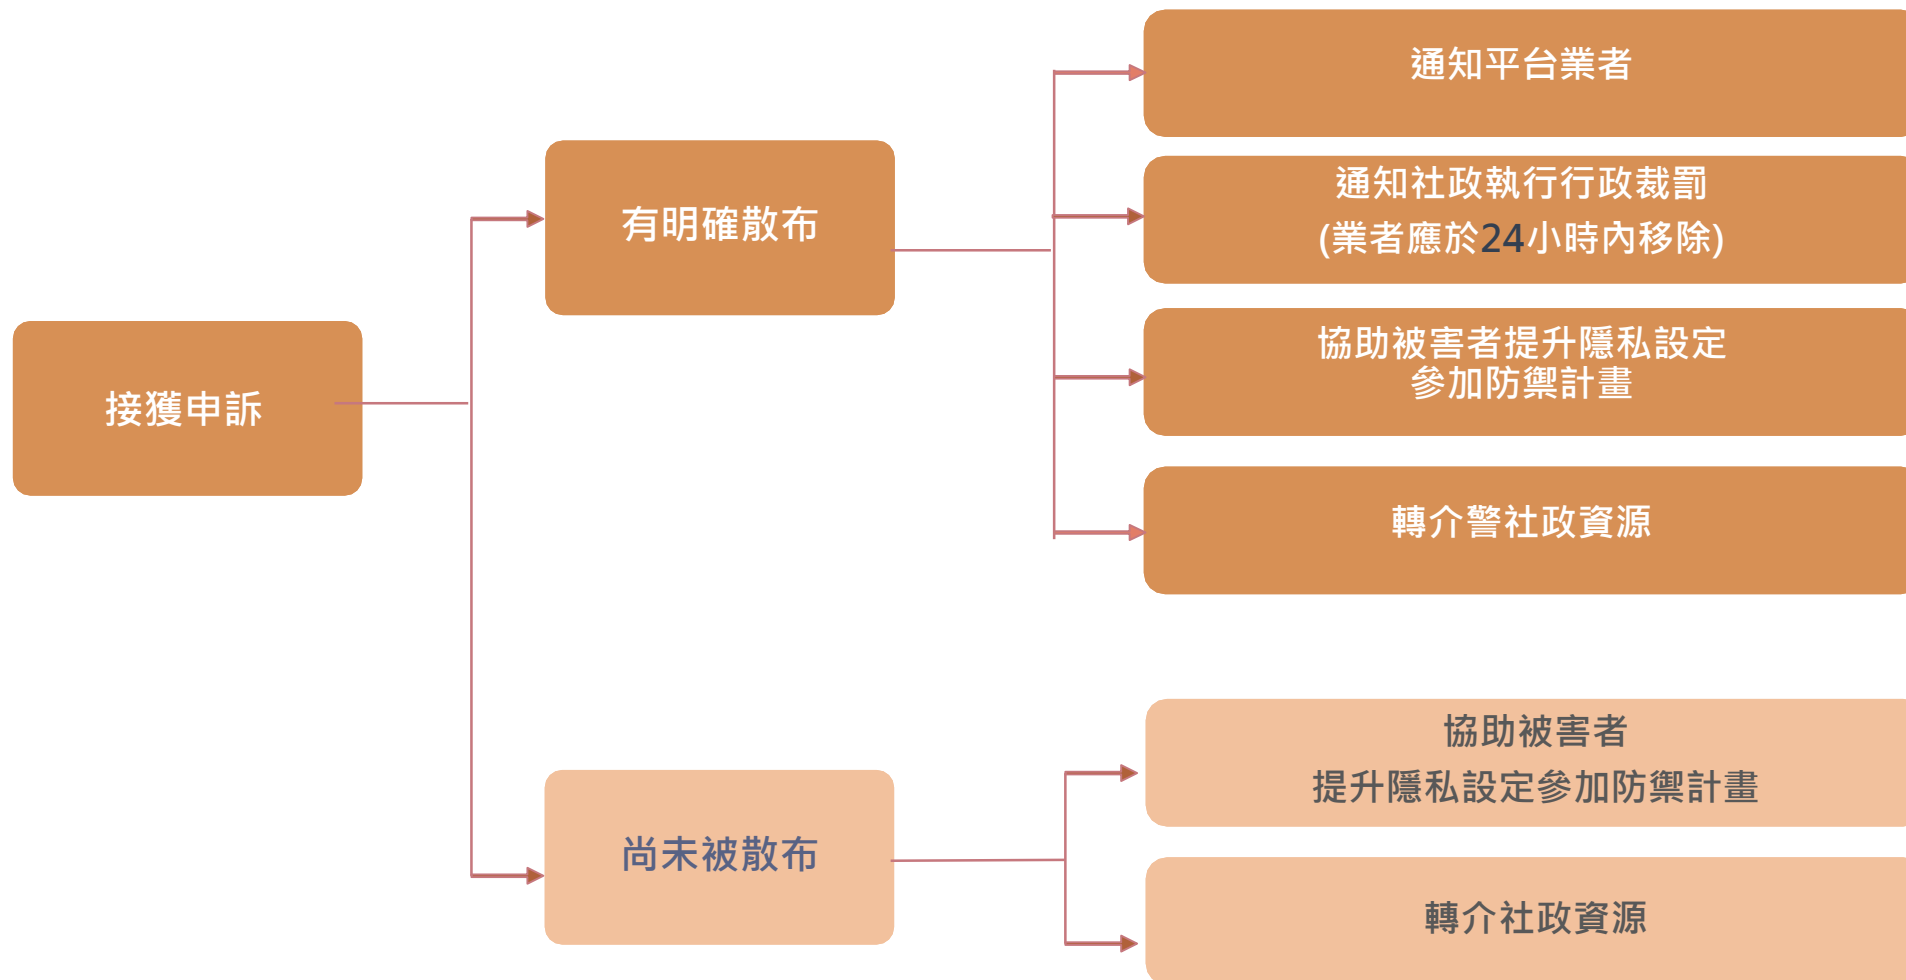 接獲申訴
有明確散布
通知平台業者
通知社政執行行政裁罰
(業者應於24小時內移除)
協助被害者提升隱私設定
參加防禦計畫
轉介警社政資源
尚未被散布
協助被害者
提升隱私設定參加防禦計畫
轉介社政資源